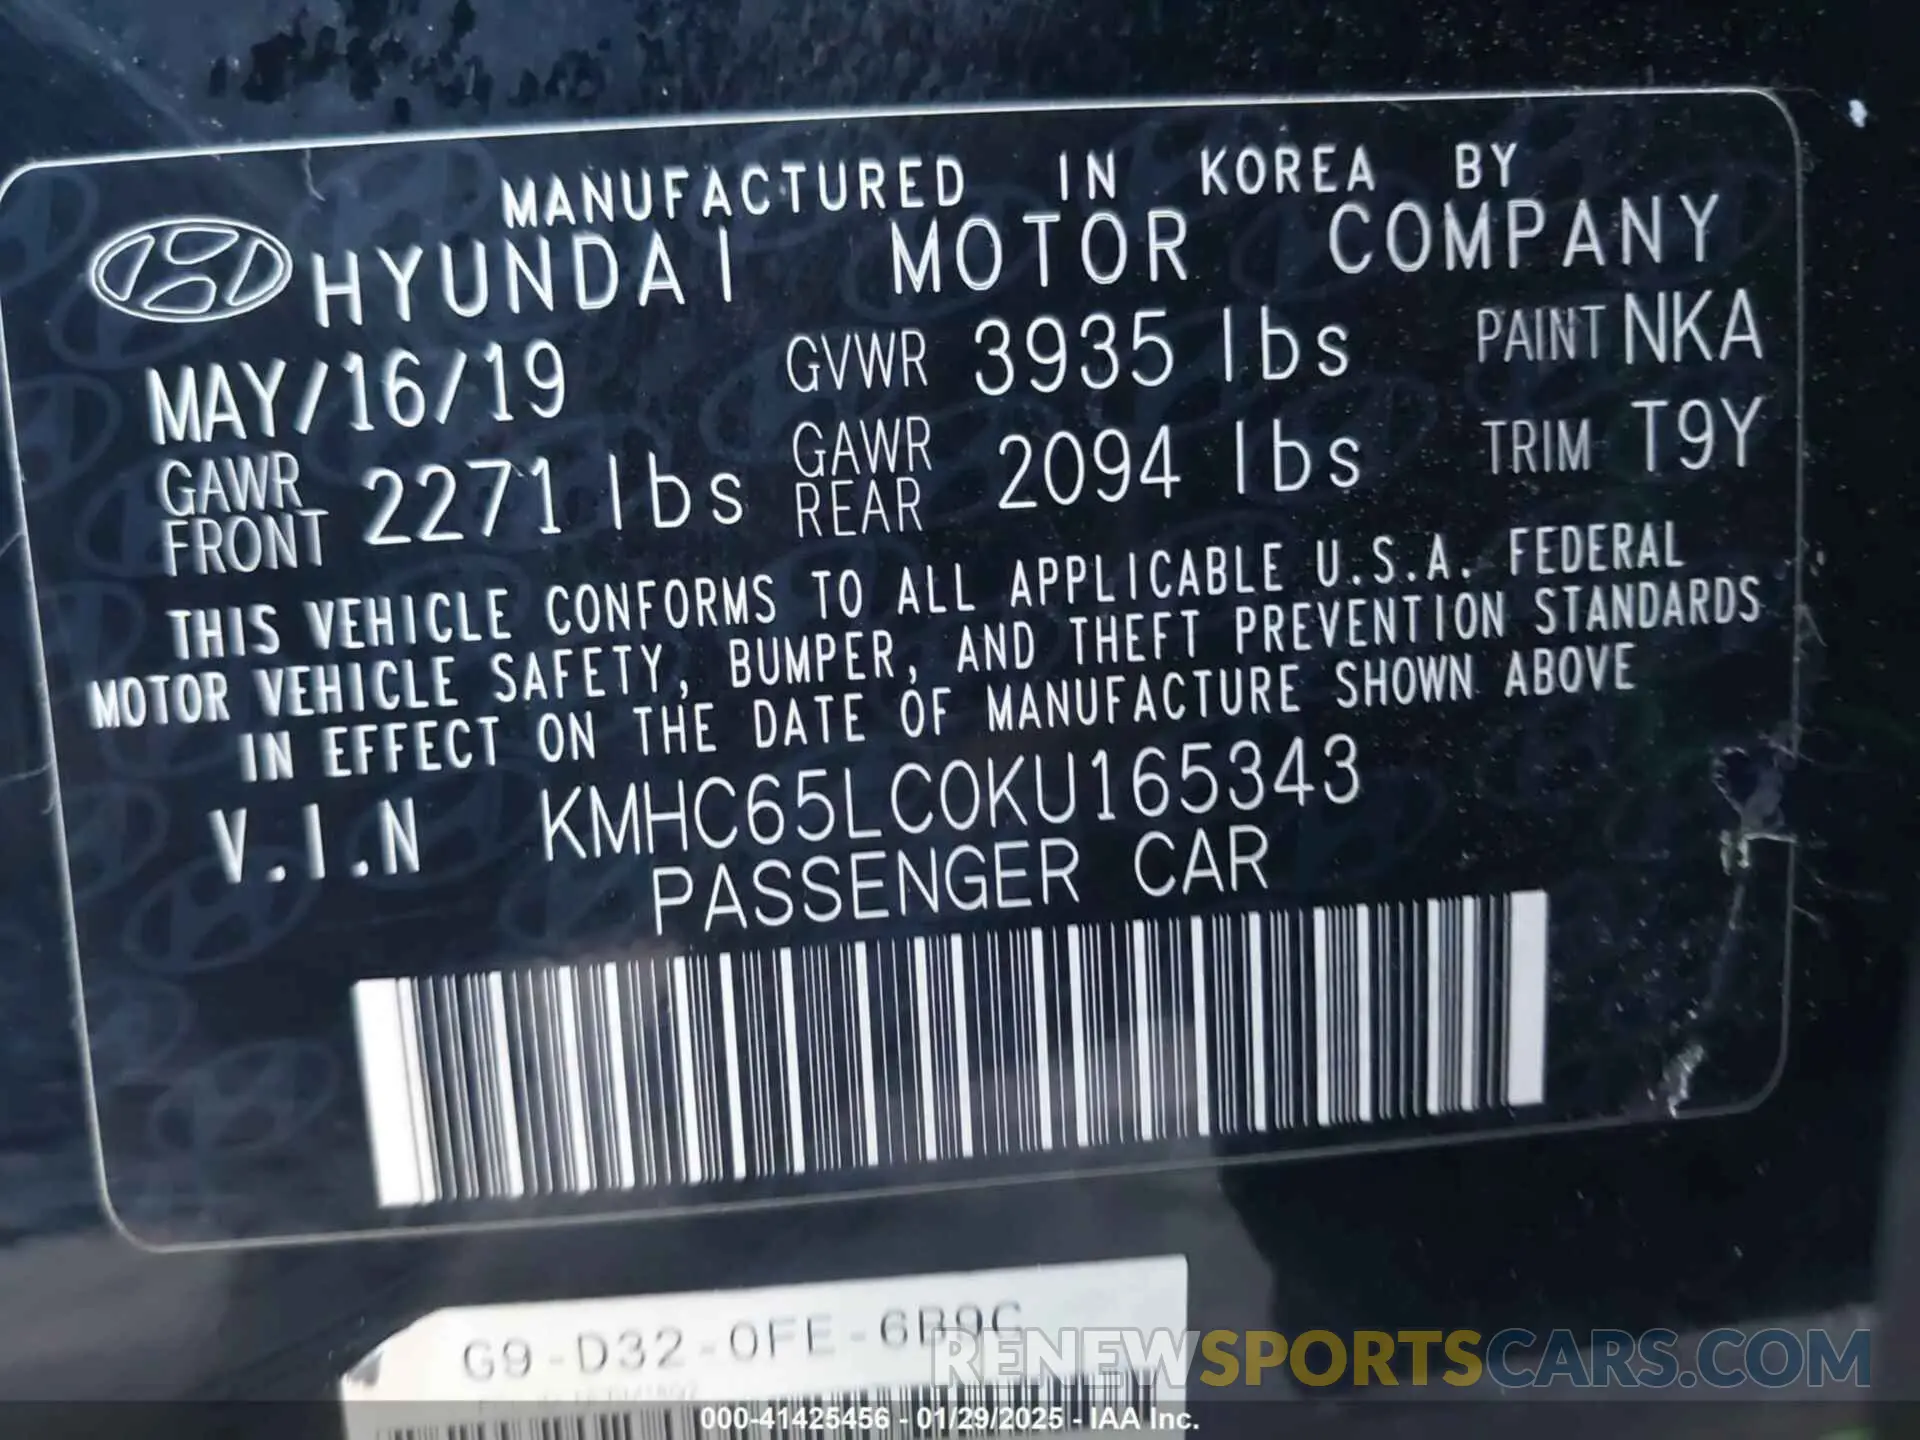 MANUFACTURED IN KOREA BY
HYUNDAI MOTOR COMPANY
MAY/16/19 GVWR 3935 lbs PAINT NKA
GAWR FRONT 2271 lbs GAWR REAR 2094 lbs TRIM T9Y
THIS VEHICLE CONFORMS TO ALL APPLICABLE U.S.A. FEDERAL
MOTOR VEHICLE SAFETY, BUMPER, AND THEFT PREVENTION STANDARDS
IN EFFECT ON THE DATE OF MANUFACTURE SHOWN ABOVE
V.I.N KMHC65LC0KU165343
PASSENGER CAR
G9-D32-0FE-6B9C
RENEWSPORTSCARS.COM
000-41425456 - 01/29/2025 - IAA Inc.